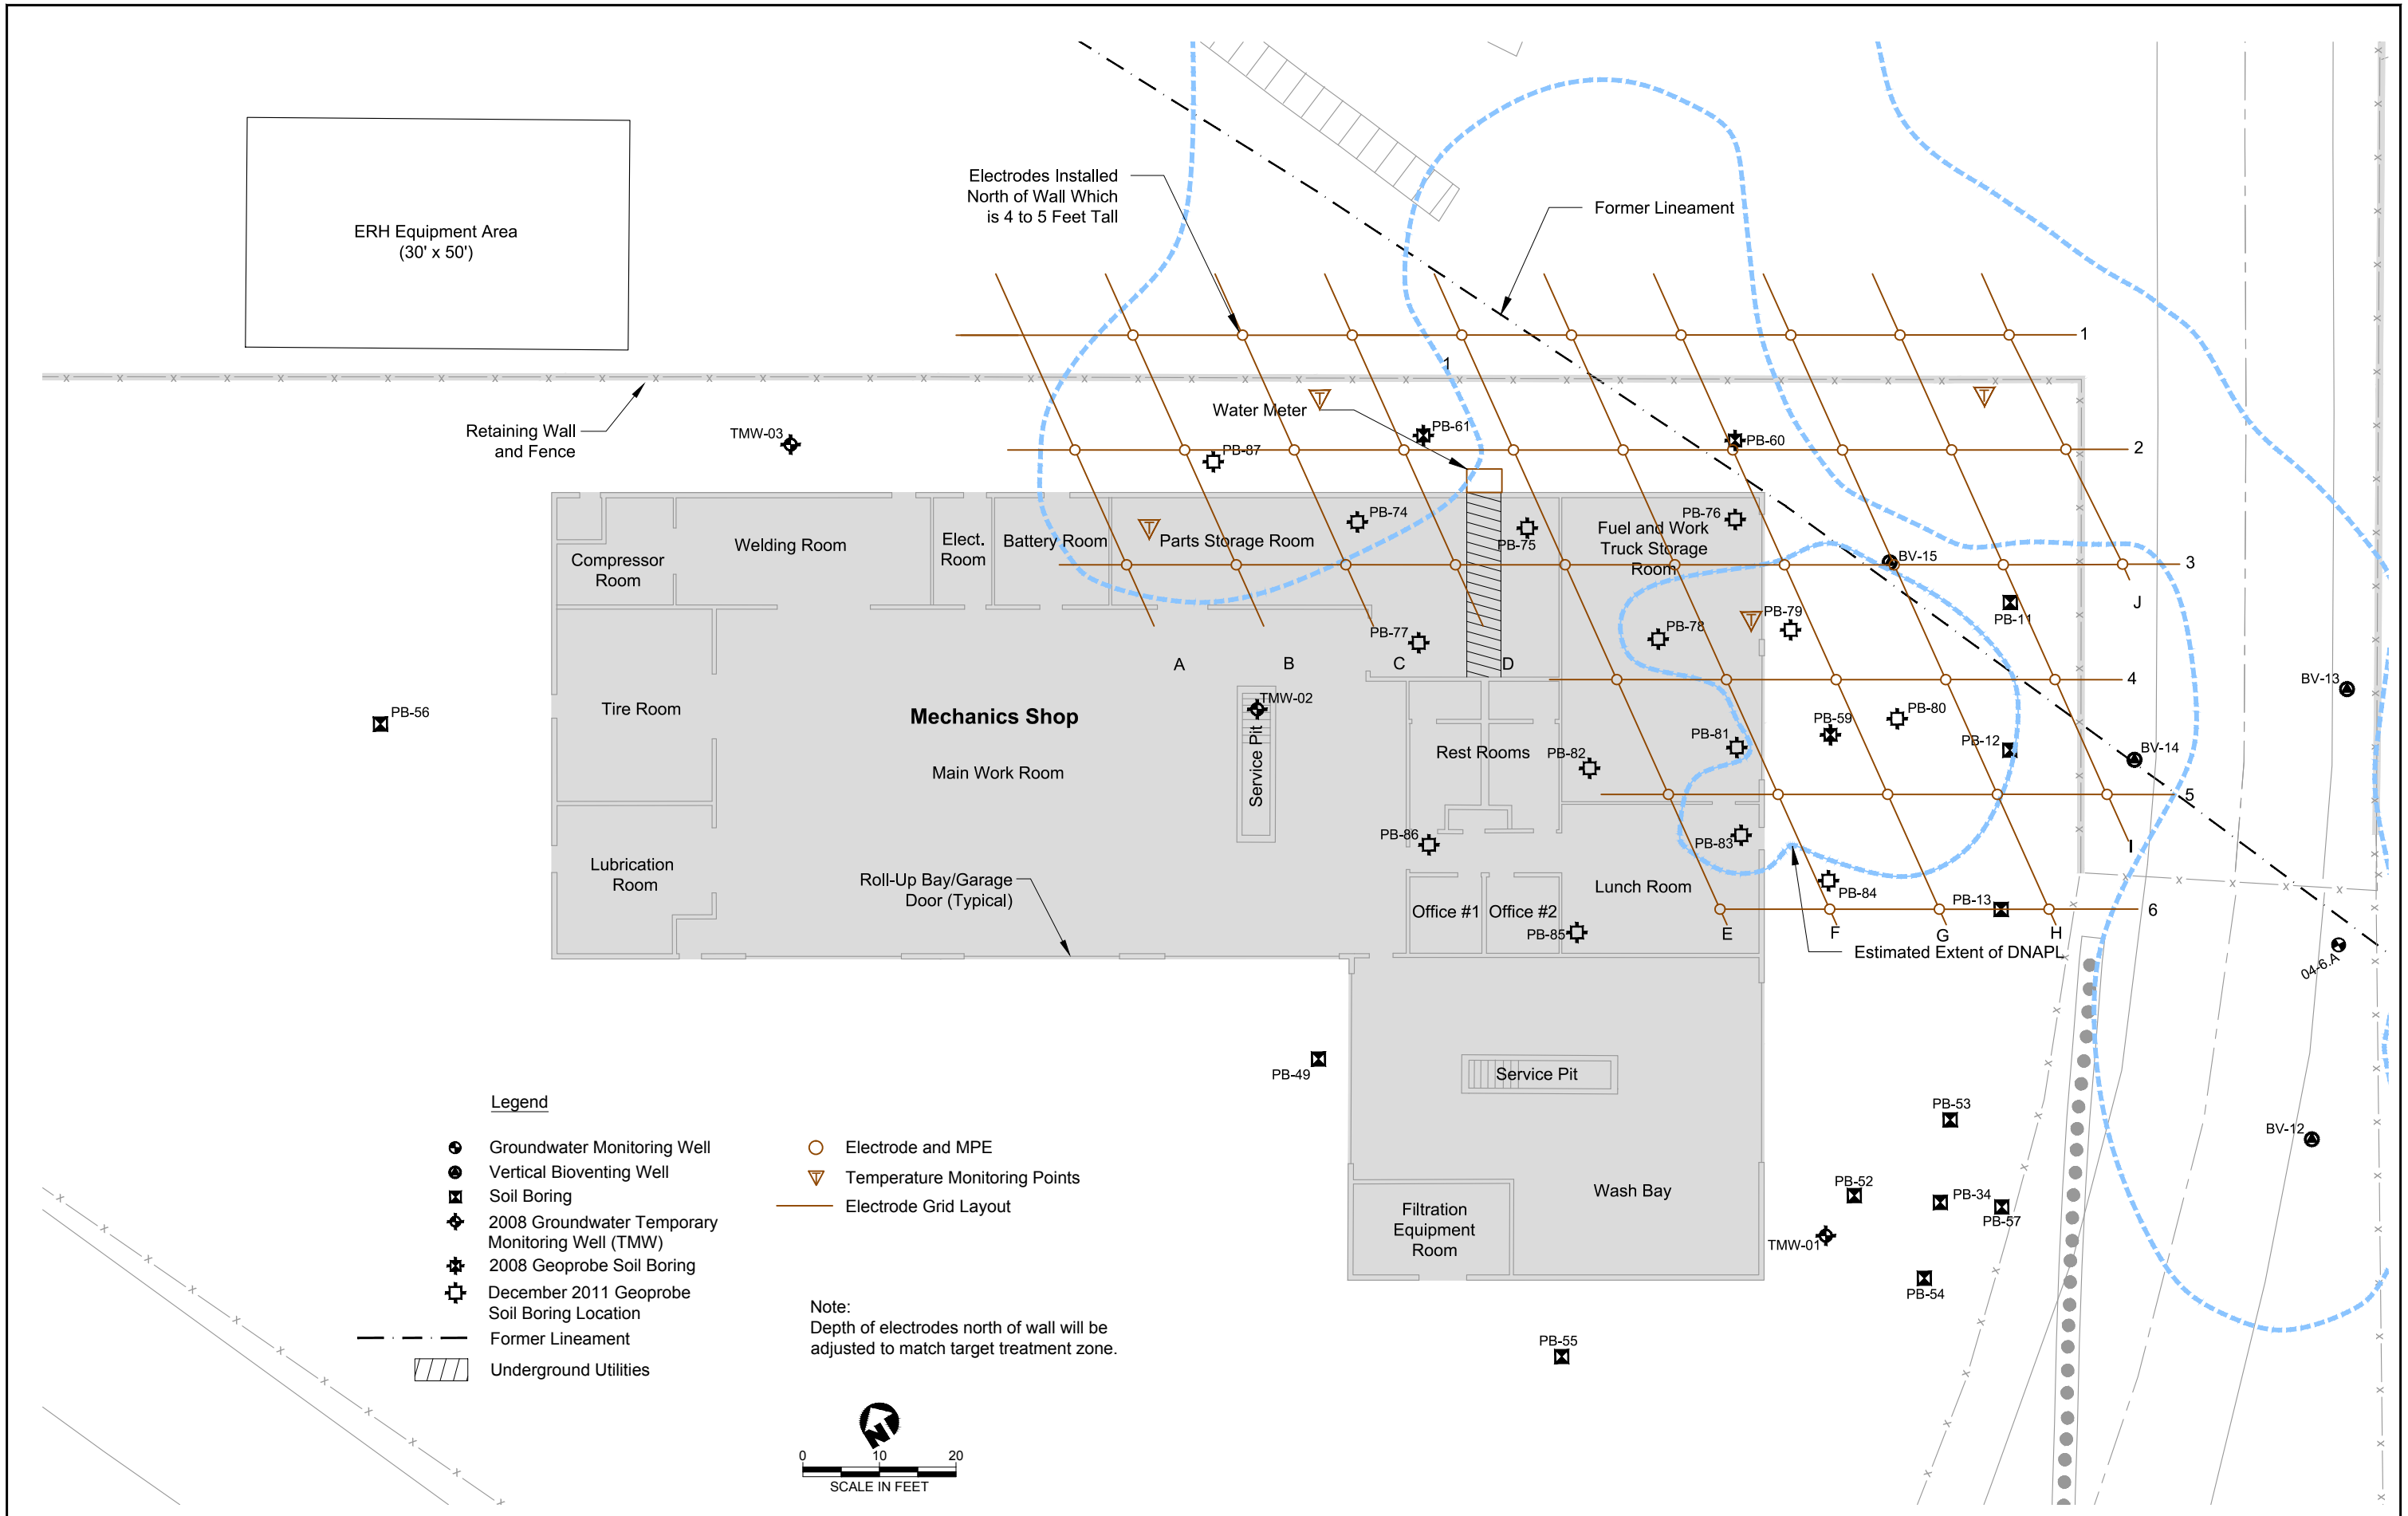 Electrodes Installed
North of Wall Which
is 4 to 5 Feet Tall
Former Lineament
ERH Equipment Area
(30' x 50')
1
1
Water Meter
Retaining Wall
and Fence
TMW-03
PB-61
PB-60
PB-87
2
PB-74
PB-75
PB-76
Compressor
Room
Welding Room
Elect.
Room
Battery Room
Parts Storage Room
Fuel and Work
Truck Storage
Room
BV-15
3
J
PB-11
PB-77
PB-78
PB-79
A
B
C
D
4
BV-13
PB-56
Tire Room
Mechanics Shop
Main Work Room
TMW-02
Service Pit
Rest Rooms
PB-82
PB-81
PB-59
PB-80
PB-12
BV-14
5
PB-86
PB-83
I
Lubrication
Room
Roll-Up Bay/Garage
Door (Typical)
Lunch Room
PB-84
Office #1
Office #2
PB-85
PB-13
6
E
F
G
H
Estimated Extent of DNAPL
04-6.A
PB-49
Service Pit
PB-53
BV-12
PB-52
PB-34
PB-57
TMW-01
PB-54
PB-55
Wash Bay
Filtration
Equipment
Room
Legend
Groundwater Monitoring Well
Vertical Bioventing Well
Soil Boring
2008 Groundwater Temporary
Monitoring Well (TMW)
2008 Geoprobe Soil Boring
December 2011 Geoprobe
Soil Boring Location
Former Lineament
Underground Utilities
Electrode and MPE
T
Temperature Monitoring Points
Electrode Grid Layout
Note:
Depth of electrodes north of wall will be
adjusted to match target treatment zone.
N
0 10 20
SCALE IN FEET